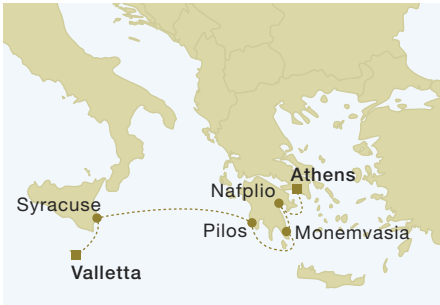 Athens
Nafplio
Syracuse
Pilos
Monemvasia
Valletta